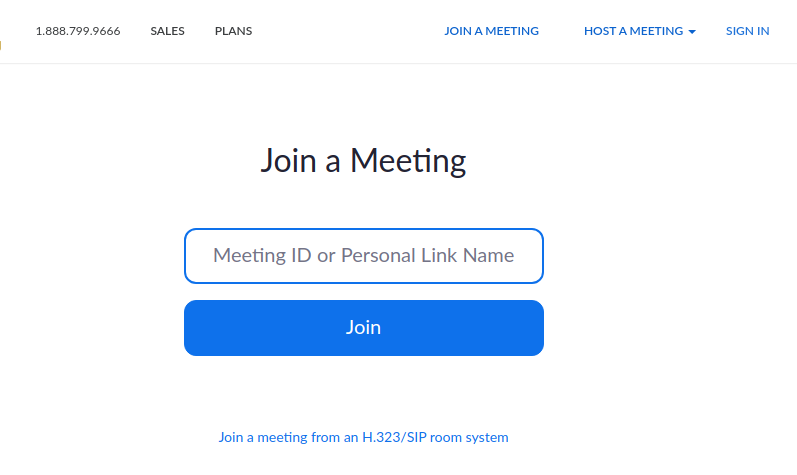 1.888.799.9666 SALES PLANS JOIN A MEETING HOST A MEETING SIGN IN
Join a Meeting
Meeting ID or Personal Link Name
Join
Join a meeting from an H.323/SIP room system